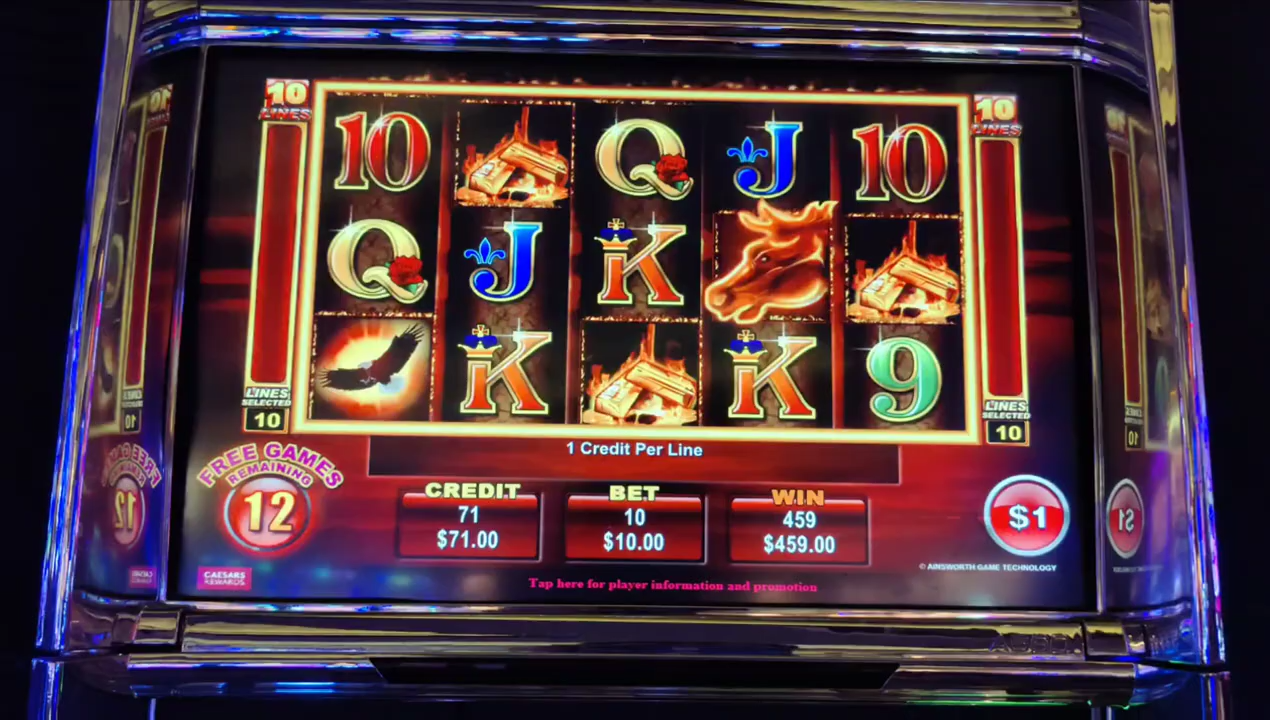 10 LINES
10 LINES
10 Q J 10
Q J K
K K 9
LINES SELECTED
10
LINES SELECTED
10
1 Credit Per Line
FREE GAMES
REMAINING
12
CREDIT
71
$71.00
BET
10
$10.00
WIN
459
$459.00
$1
CAESARS
REWARDS
© AINSWORTH GAME TECHNOLOGY
Tap here for player information and promotion